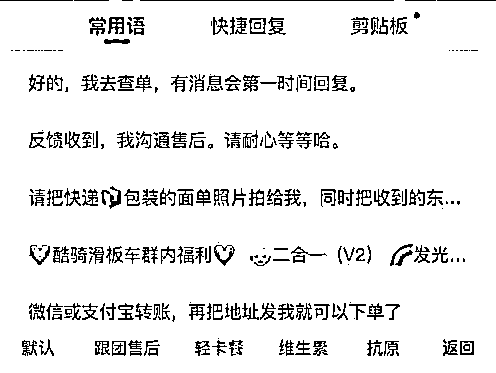 常用语 快捷回复 剪贴板
好的，我去查单，有消息会第一时间回复。
反馈收到，我沟通售后。请耐心等等哈。
请把快递包装的面单照片拍给我，同时把收到的东...
酷骑滑板车群内福利 二合一（V2） 发光...
微信或支付宝转账，再把地址发我就可以下单了
默认 跟团售后 轻卡餐 维生素 抗原 返回